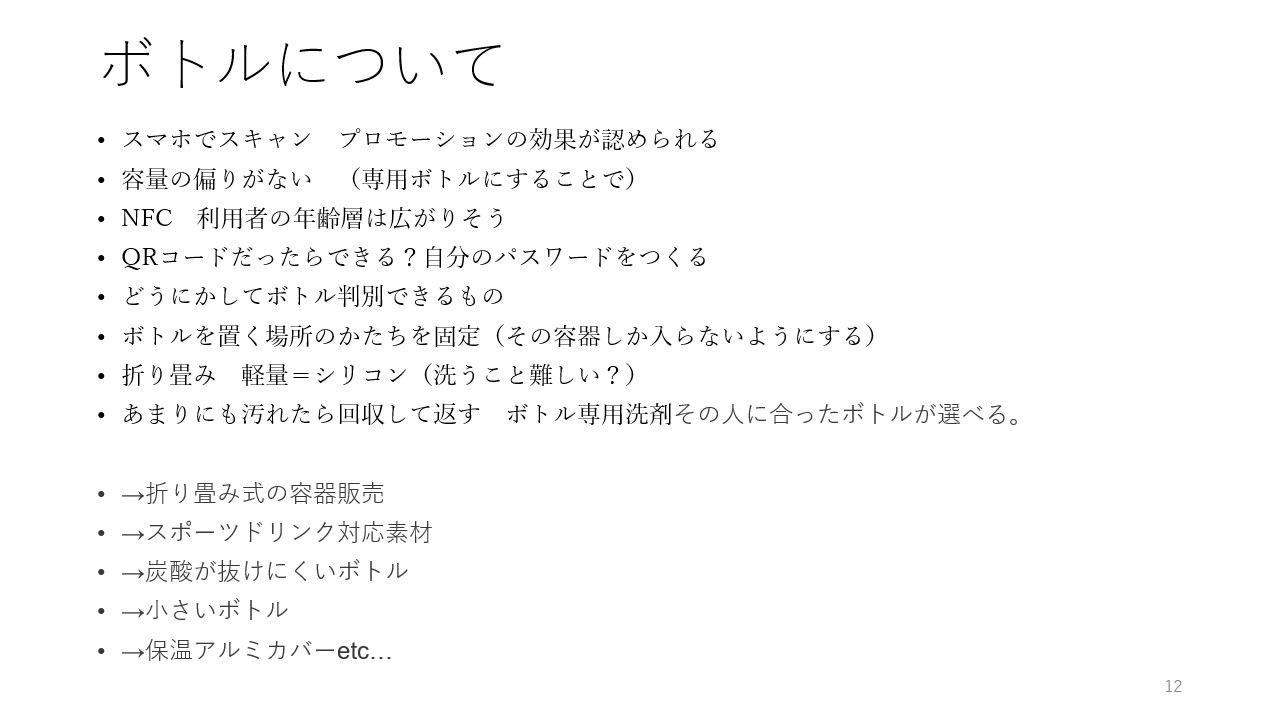 ボトルについて
• スマホでスキャン　プロモーションの効果が認められる
• 容量の偏りがない　（専用ボトルにすることで）
• NFC　利用者の年齢層は広がりそう
• QRコードだったらできる？自分のパスワードをつくる
• どうにかしてボトル判別できるもの
• ボトルを置く場所のかたちを固定（その容器しか入らないようにする）
• 折り畳み　軽量＝シリコン（洗うこと難しい？）
• あまりにも汚れたら回収して返す　ボトル専用洗剤その人に合ったボトルが選べる。
• →折り畳み式の容器販売
• →スポーツドリンク対応素材
• →炭酸が抜けにくいボトル
• →小さいボトル
• →保温アルミカバーetc…
12